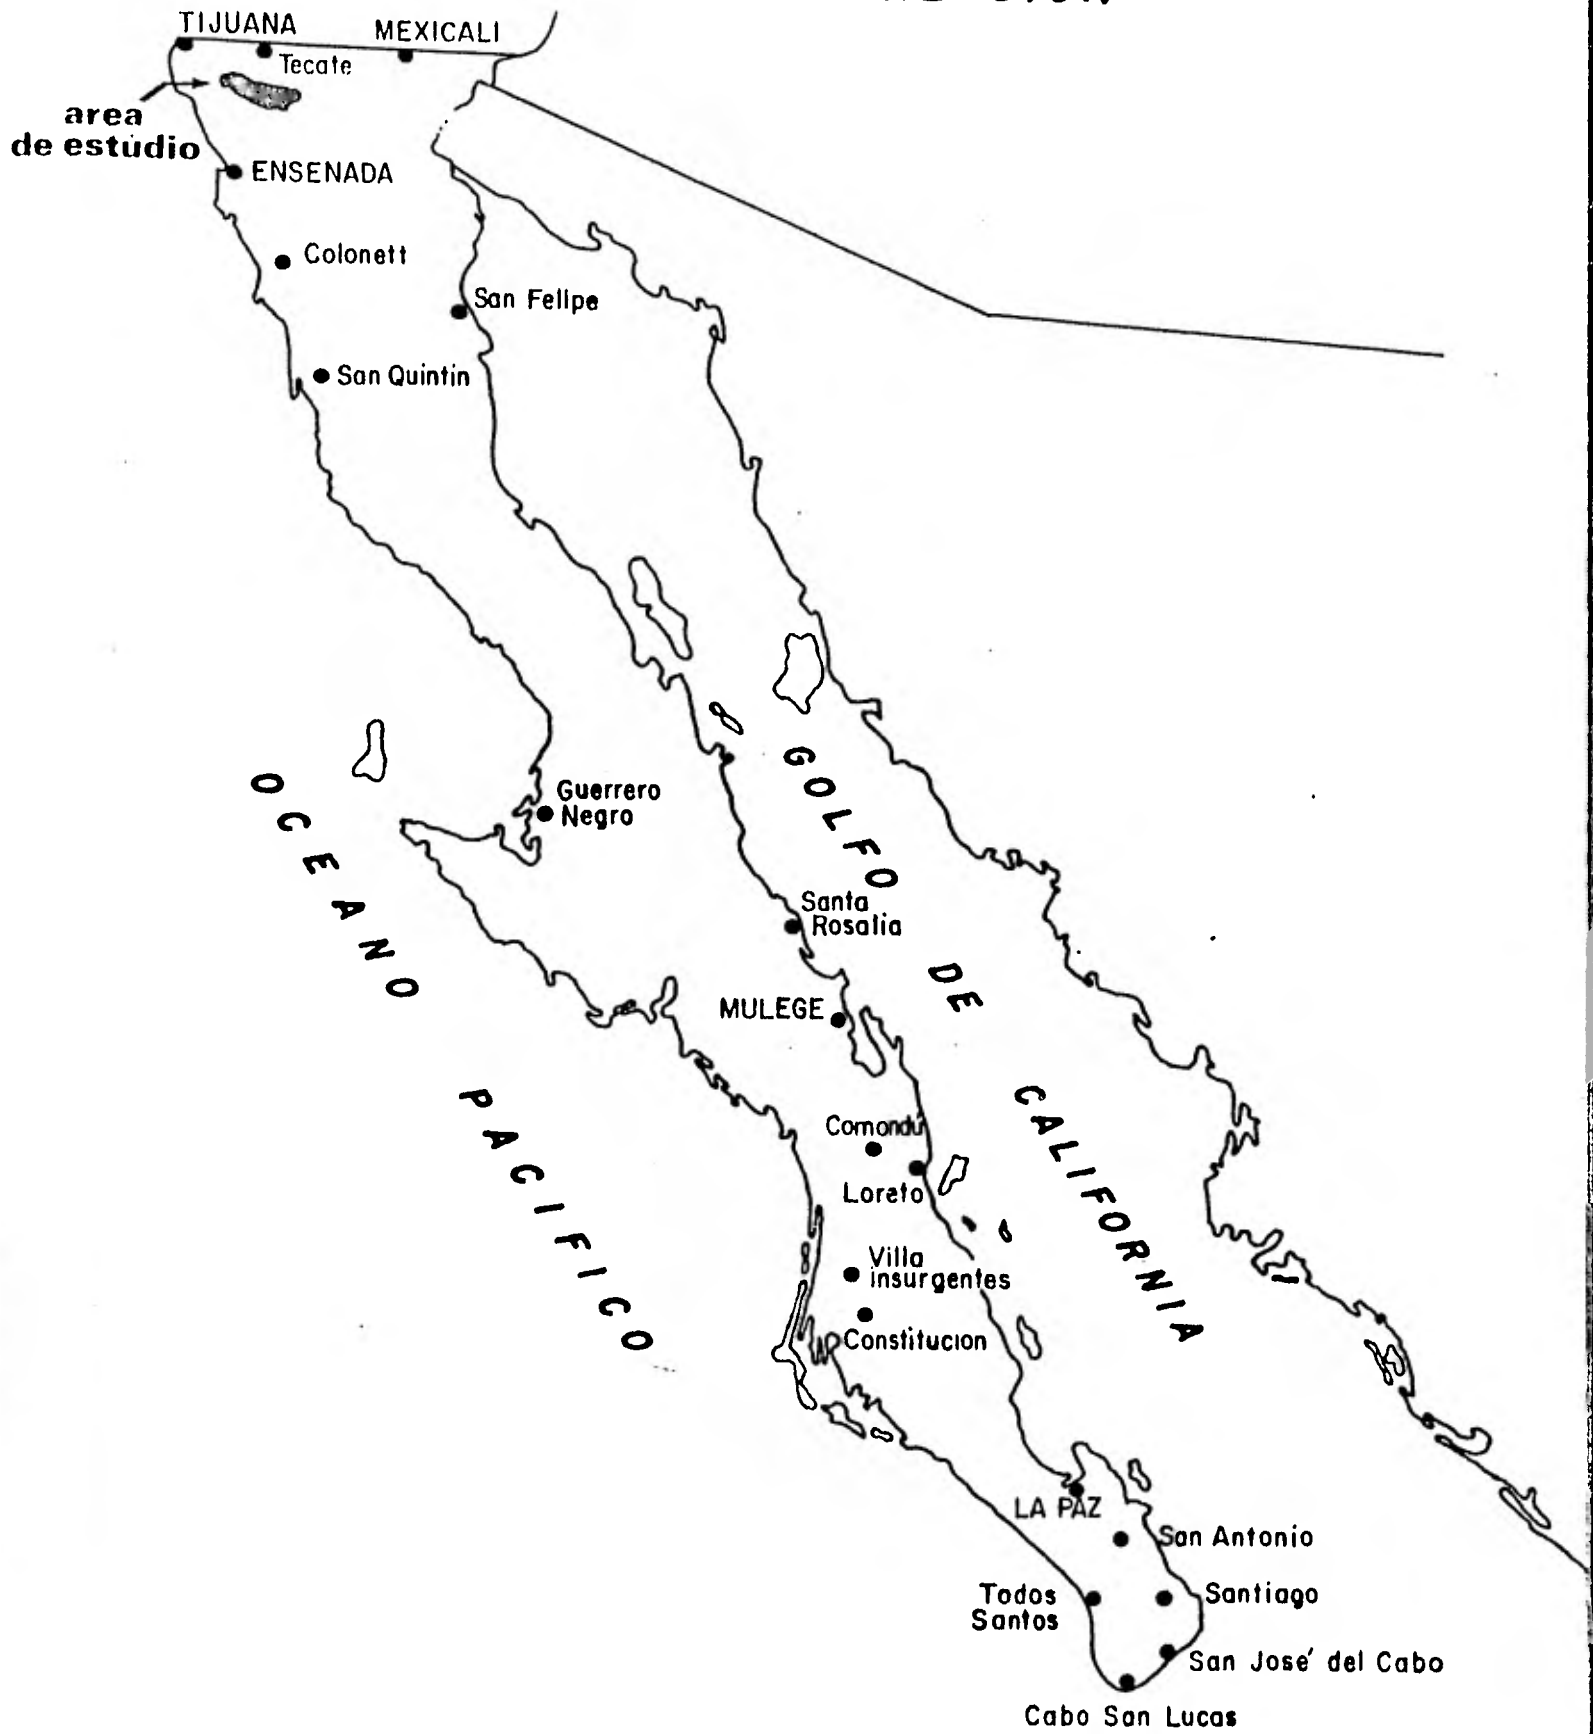 TIJUANA
MEXICALI
Tecate
area
de estúdio
ENSENADA
Colonett
San Felipe
San Quintin
Guerrero
Negro
GOLFO DE CALIFORNIA
OCEANO PACIFICO
Santa
Rosalia
MULEGE
Comondú
Loreto
Villa
insurgentes
Constitucion
LA PAZ
San Antonio
Todos
Santos
Santiago
San José del Cabo
Cabo San Lucas